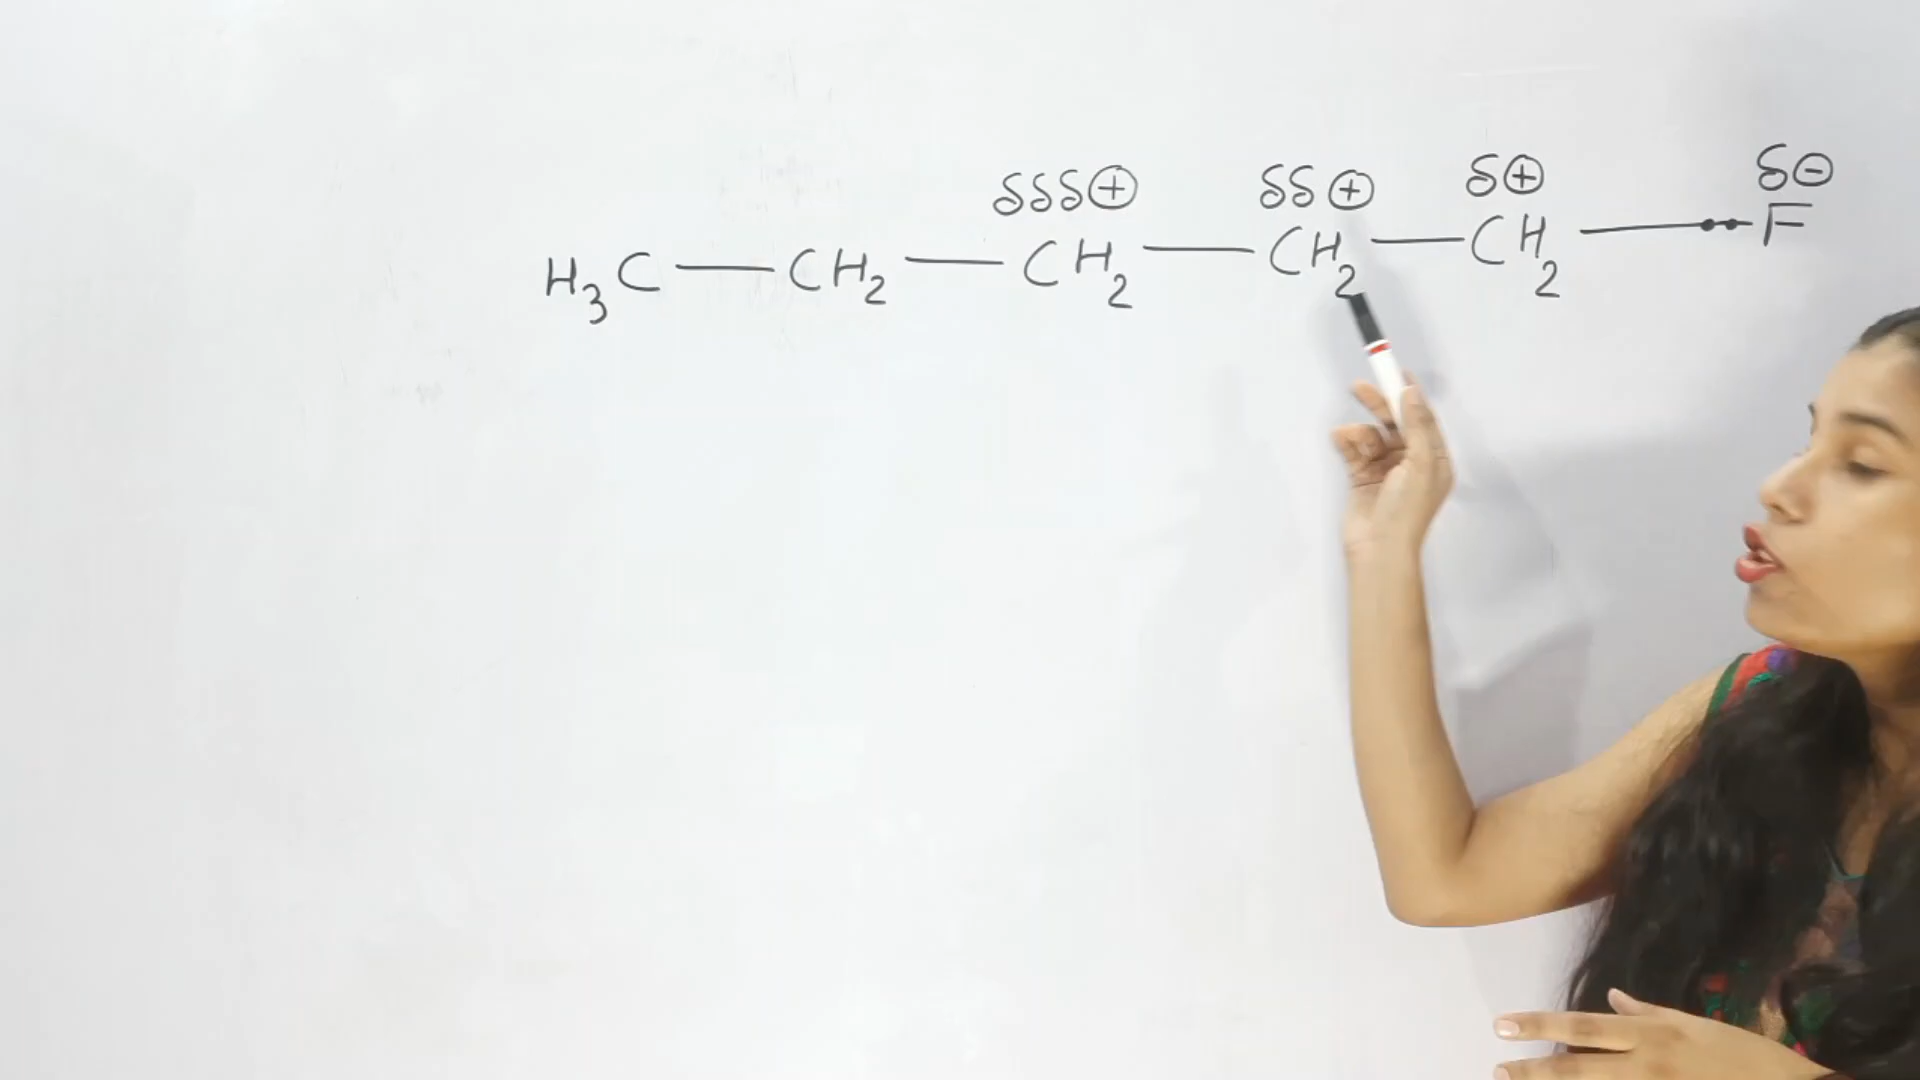 δδδ⊕ δδ⊕ δ⊕ δ⊖
H₃C — CH₂ — CH₂ — CH₂ — CH₂ —••— F